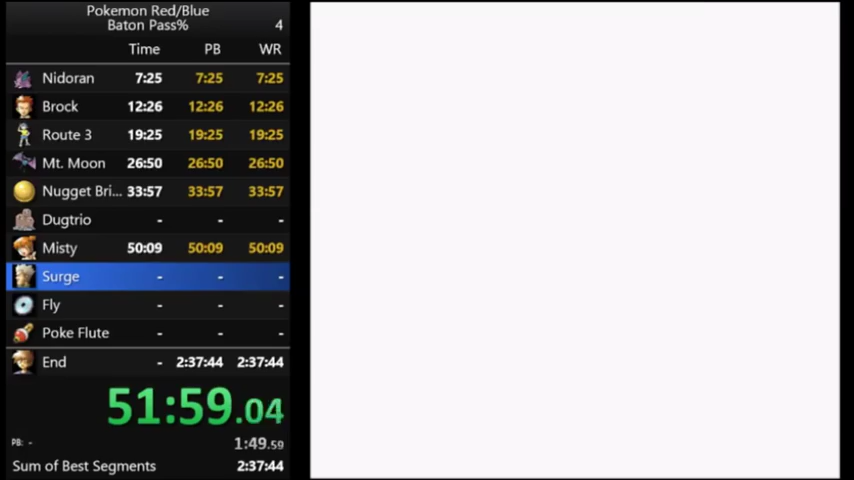 Pokemon Red/Blue
Baton Pass% 4
Time PB WR
Nidoran 7:25 7:25 7:25
Brock 12:26 12:26 12:26
Route 3 19:25 19:25 19:25
Mt. Moon 26:50 26:50 26:50
Nugget Bri... 33:57 33:57 33:57
Dugtrio - - -
Misty 50:09 50:09 50:09
Surge - - -
Fly - - -
Poke Flute - - -
End - 2:37:44 2:37:44
51:59.04
PB: - 1:49.59
Sum of Best Segments 2:37:44